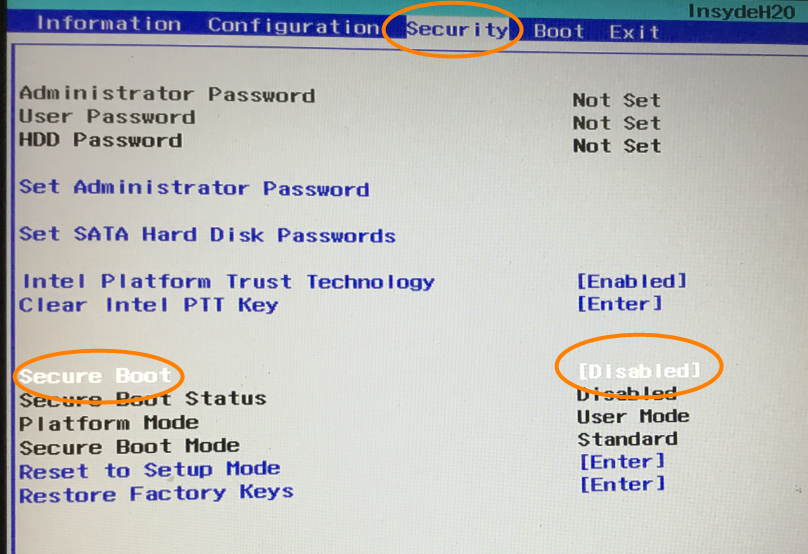 InsydeH20
Information Configuration Security Boot Exit
Administrator Password Not Set
User Password Not Set
HDD Password Not Set
Set Administrator Password
Set SATA Hard Disk Passwords
Intel Platform Trust Technology [Enabled]
Clear Intel PTT Key [Enter]
Secure Boot [Disabled]
Secure Boot Status Disabled
Platform Mode User Mode
Secure Boot Mode Standard
Reset to Setup Mode [Enter]
Restore Factory Keys [Enter]